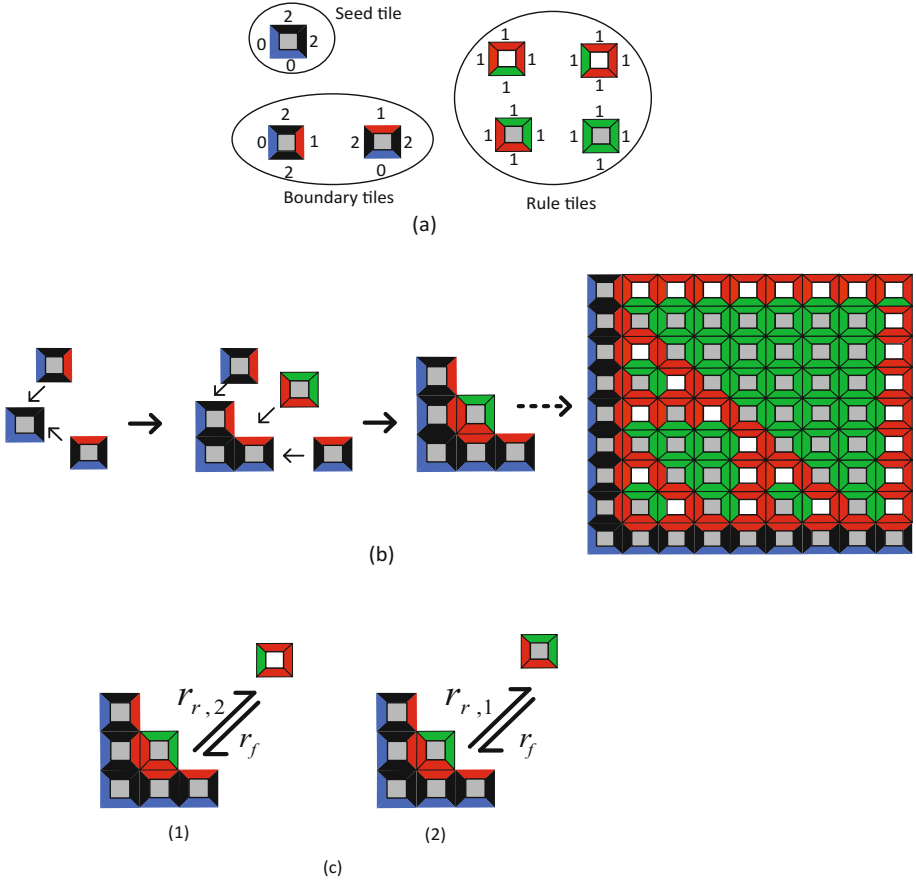 Seed tile
2
0 2
0
2
0 1
2
1
2 2
0
Boundary tiles
1
1 1
1
1
1 1
1
1
1 1
1
1
1 1
1
Rule tiles
(a)
(b)
r_{r,2}
r_f
(1)
r_{r,1}
r_f
(2)
(c)